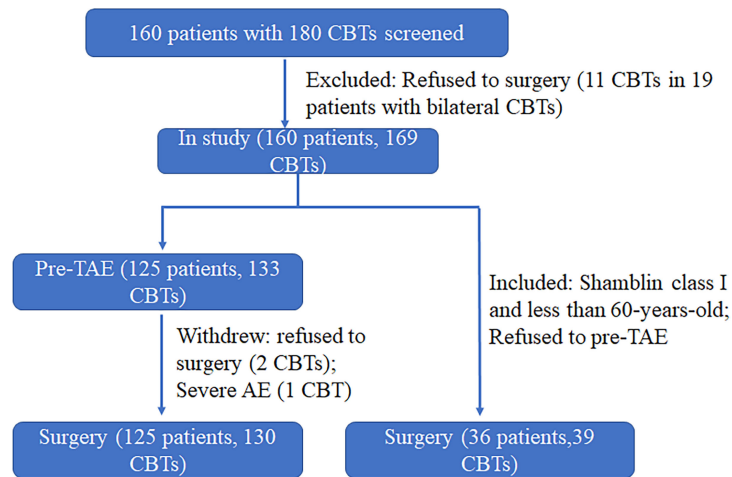 160 patients with 180 CBTs screened
Excluded: Refused to surgery (11 CBTs in 19
patients with bilateral CBTs)
In study (160 patients, 169
CBTs)
Pre-TAE (125 patients, 133
CBTs)
Included: Shamblin class I
and less than 60-years-old;
Refused to pre-TAE
Withdrew: refused to
surgery (2 CBTs);
Severe AE (1 CBT)
Surgery (125 patients, 130
CBTs)
Surgery (36 patients,39
CBTs)